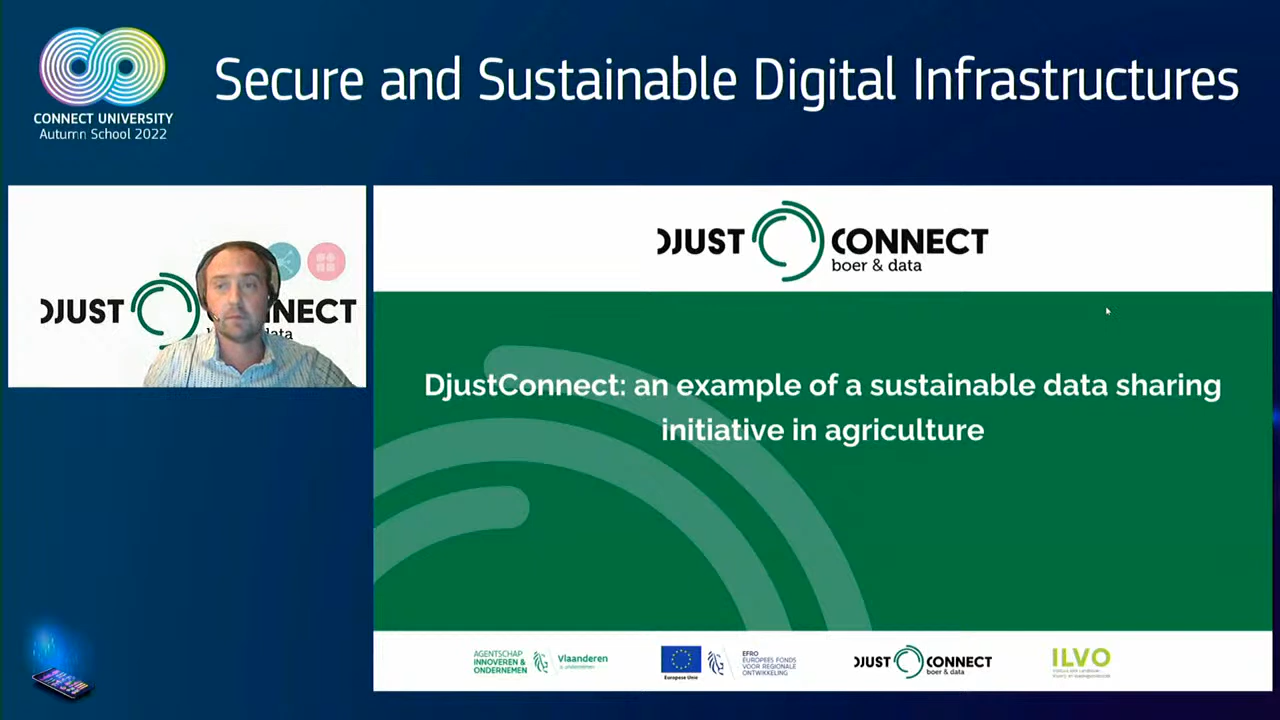 CONNECT UNIVERSITY
Autumn School 2022
Secure and Sustainable Digital Infrastructures
DJUST CONNECT
boer & data
DJUST
NNECT
DjustConnect: an example of a sustainable data sharing
initiative in agriculture
AGENTSCHAP
INNOVEREN &
ONDERNEMEN
Vlaanderen
Europese Unie
EFRO
EUROPEES FONDS
VOOR REGIONALE
ONTWIKKELING
DJUST CONNECT
boer & data
ILVO